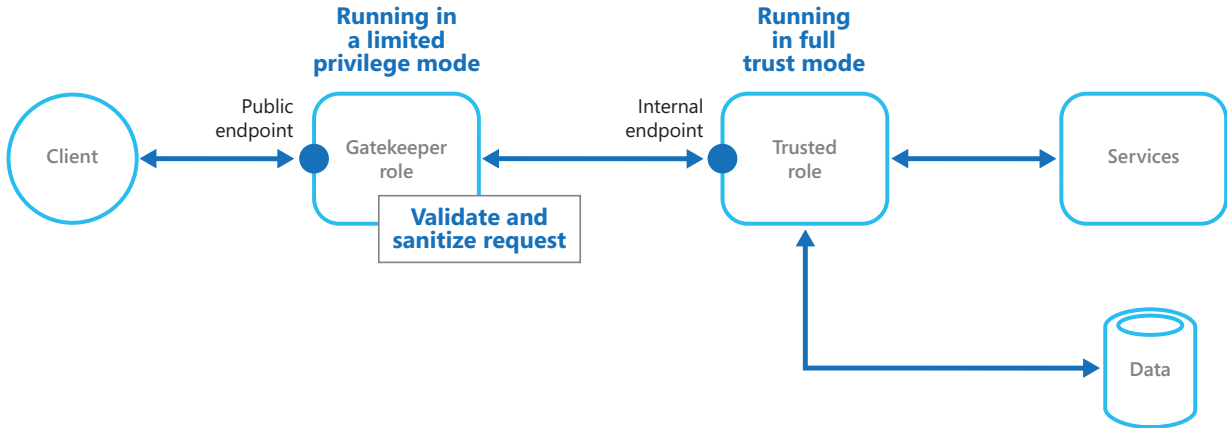 Running in
a limited
privilege mode
Running
in full
trust mode
Public
endpoint
Internal
endpoint
Client
Gatekeeper
role
Trusted
role
Services
Validate and
sanitize request
Data